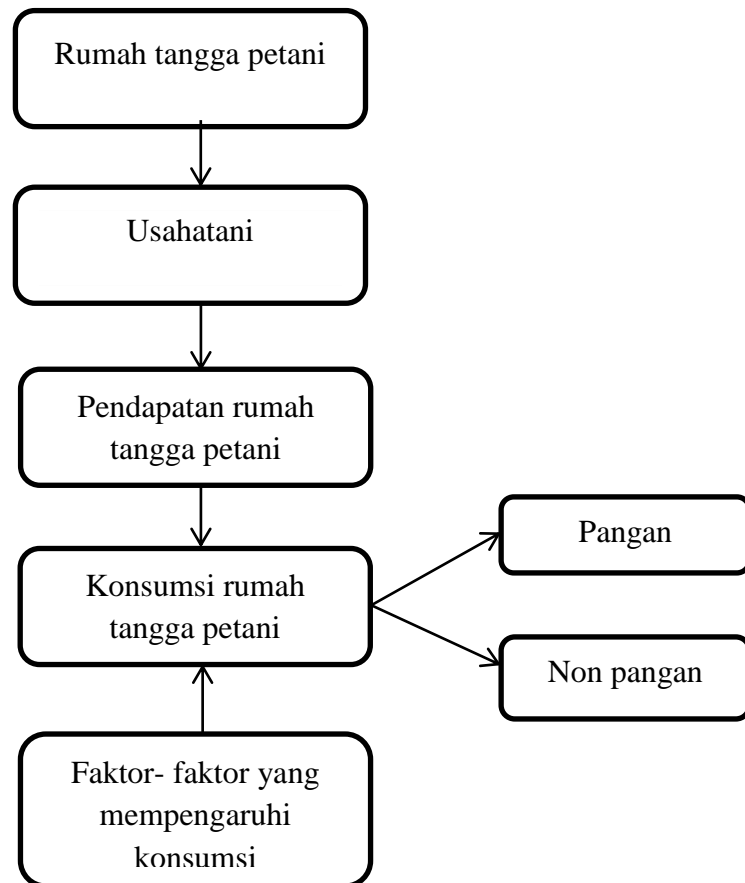 Rumah tangga petani
Usahatani
Pendapatan rumah
tangga petani
Konsumsi rumah
tangga petani
Pangan
Non pangan
Faktor- faktor yang
mempengaruhi
konsumsi